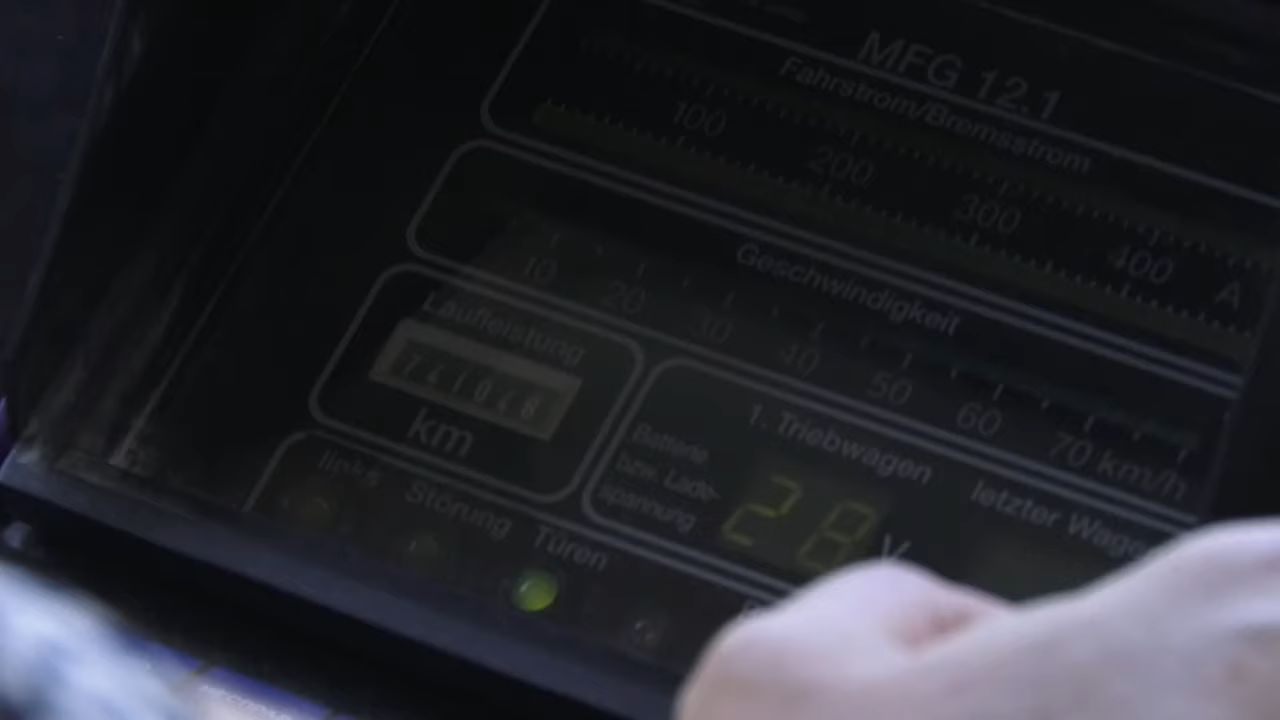 MFG 12.1
Fahrstrom/Bremsstrom
100 200 300 400 A
Geschwindigkeit
10 20 30 40 50 60 70 km/h
Laufleistung
km
1. Triebwagen
letzter Wage
Batterie
bzw. Lade-
spannung
28 V
links Störung Türen